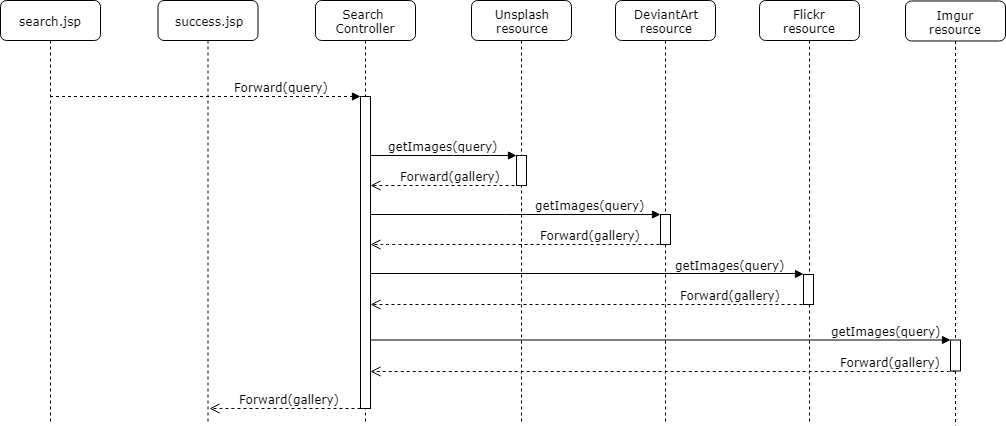 search.jsp
success.jsp
Search
Controller
Unsplash
resource
DeviantArt
resource
Flickr
resource
Imgur
resource
Forward(query)
getImages(query)
Forward(gallery)
getImages(query)
Forward(gallery)
getImages(query)
Forward(gallery)
getImages(query)
Forward(gallery)
Forward(gallery)